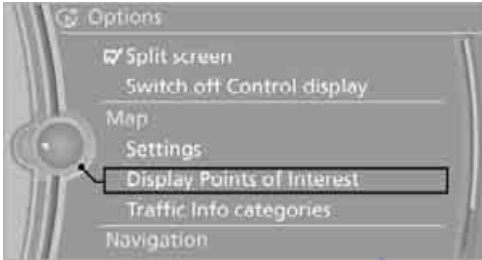 Options
Split screen
Switch off Control display
Map
Settings
Display Points of Interest
Traffic Info categories
Navigation